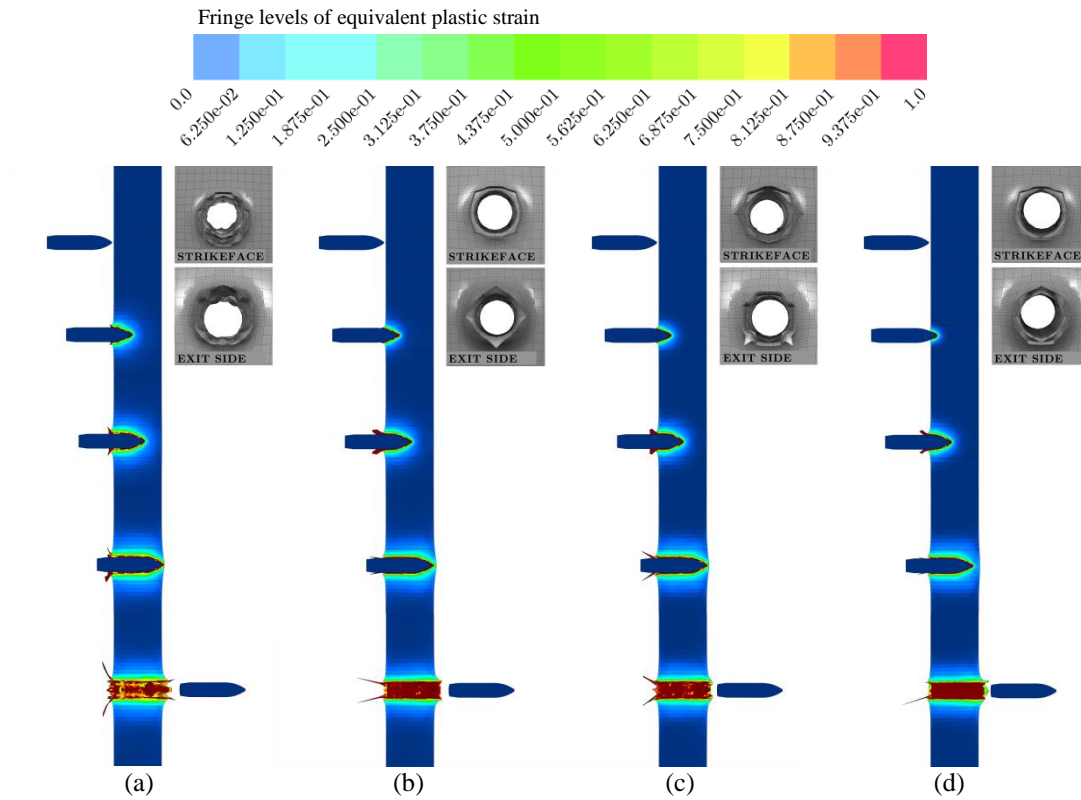 Fringe levels of equivalent plastic strain
0.0
6.250e-02
1.250e-01
1.875e-01
2.500e-01
3.125e-01
3.750e-01
4.375e-01
5.000e-01
5.625e-01
6.250e-01
6.875e-01
7.500e-01
8.125e-01
8.750e-01
9.375e-01
1.0
STRIKEFACE
STRIKEFACE
STRIKEFACE
STRIKEFACE
EXIT SIDE
EXIT SIDE
EXIT SIDE
EXIT SIDE
(a)
(b)
(c)
(d)